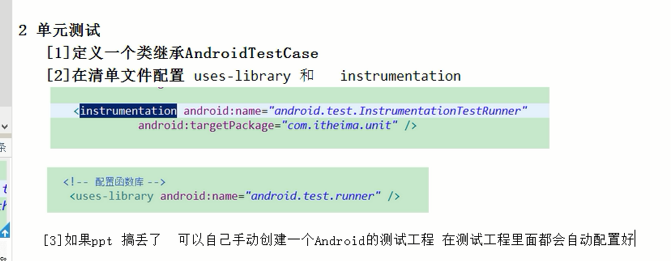 2 单元测试
[1]定义一个类继承AndroidTestCase
[2]在清单文件配置 uses-library 和 instrumentation
<instrumentation android:name="android.test.InstrumentationTestRunner"
android:targetPackage="com.itheima.unit" />
条
<!-- 配置函数库 -->
<uses-library android:name="android.test.runner" />
[3]如果ppt 搞丢了 可以自己手动创建一个Android的测试工程 在测试工程里面都会自动配置好